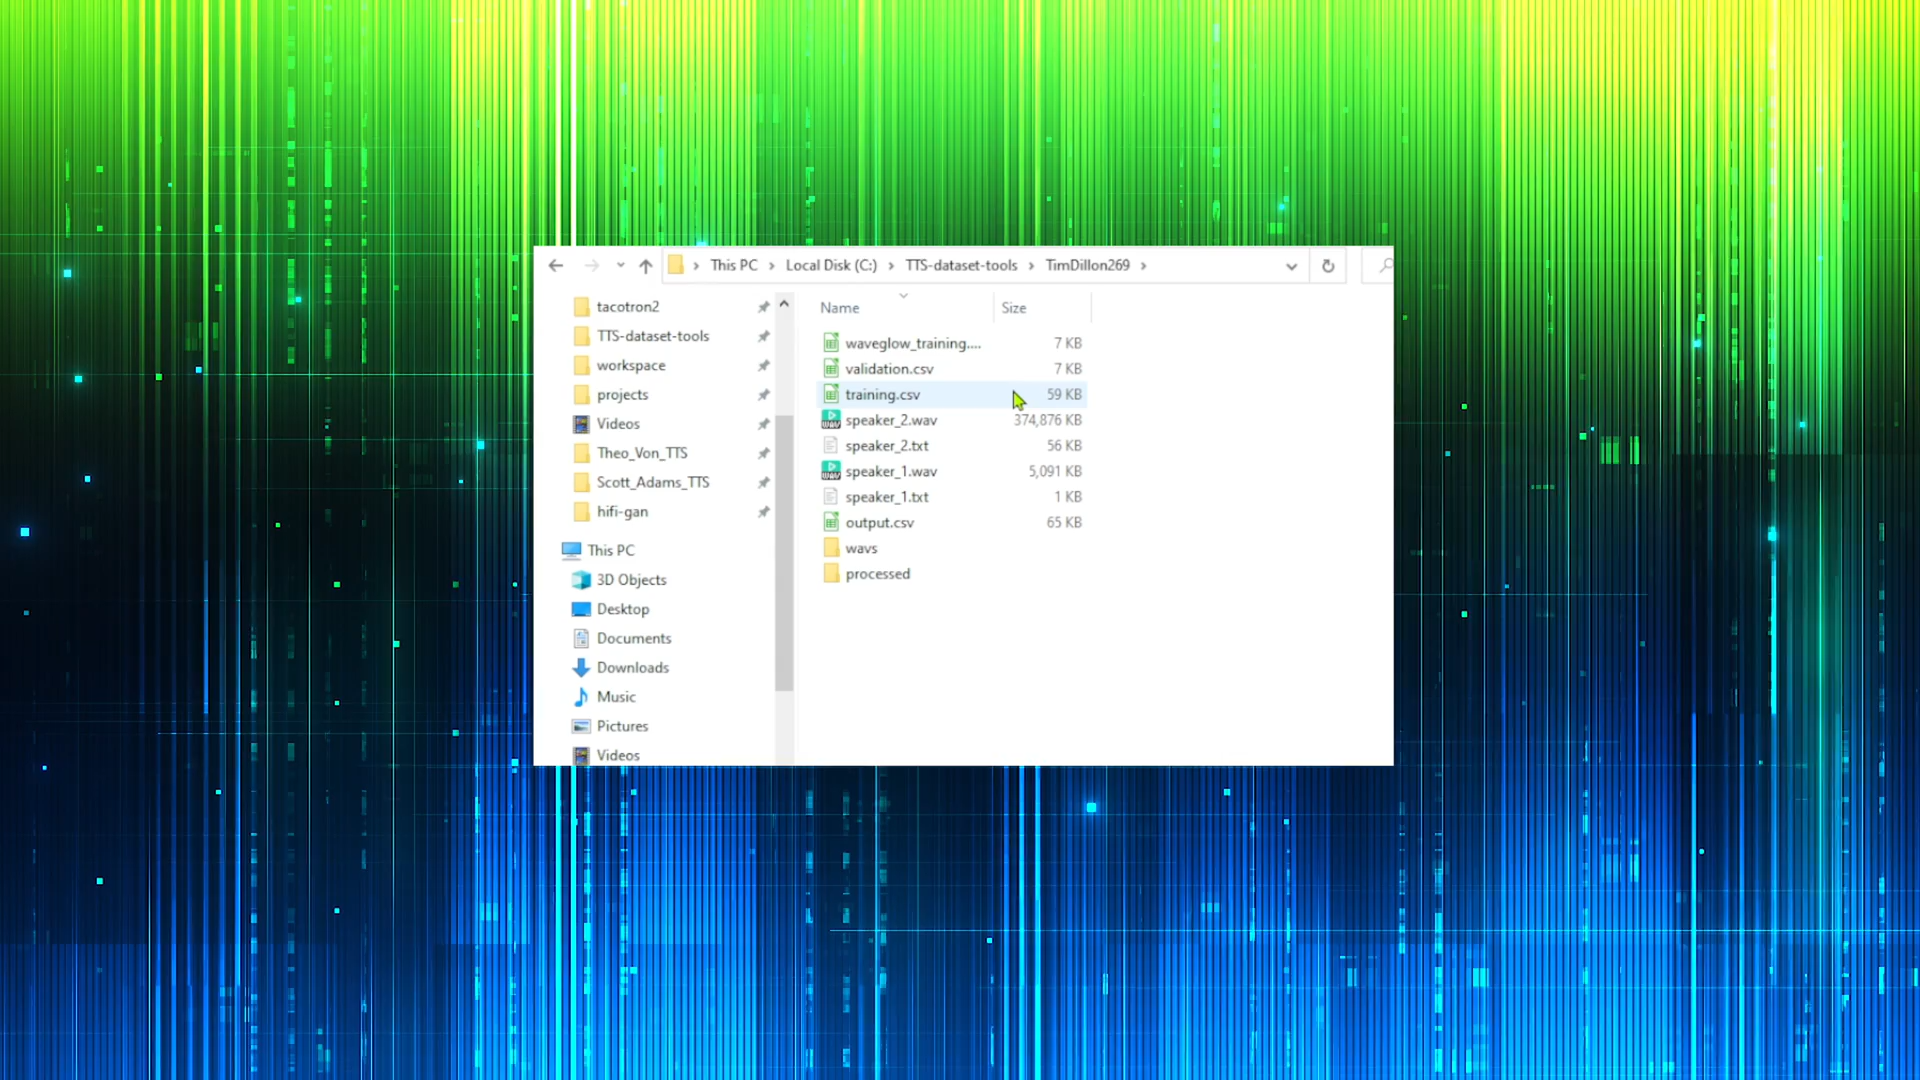 This PC > Local Disk (C:) > TTS-dataset-tools > TimDillon269 >
tacotron2
TTS-dataset-tools
workspace
projects
Videos
Theo_Von_TTS
Scott_Adams_TTS
hifi-gan
This PC
3D Objects
Desktop
Documents
Downloads
Music
Pictures
Videos
Name Size
waveglow_training.... 7 KB
validation.csv 7 KB
training.csv 59 KB
speaker_2.wav 374,876 KB
speaker_2.txt 56 KB
speaker_1.wav 5,091 KB
speaker_1.txt 1 KB
output.csv 65 KB
wavs
processed